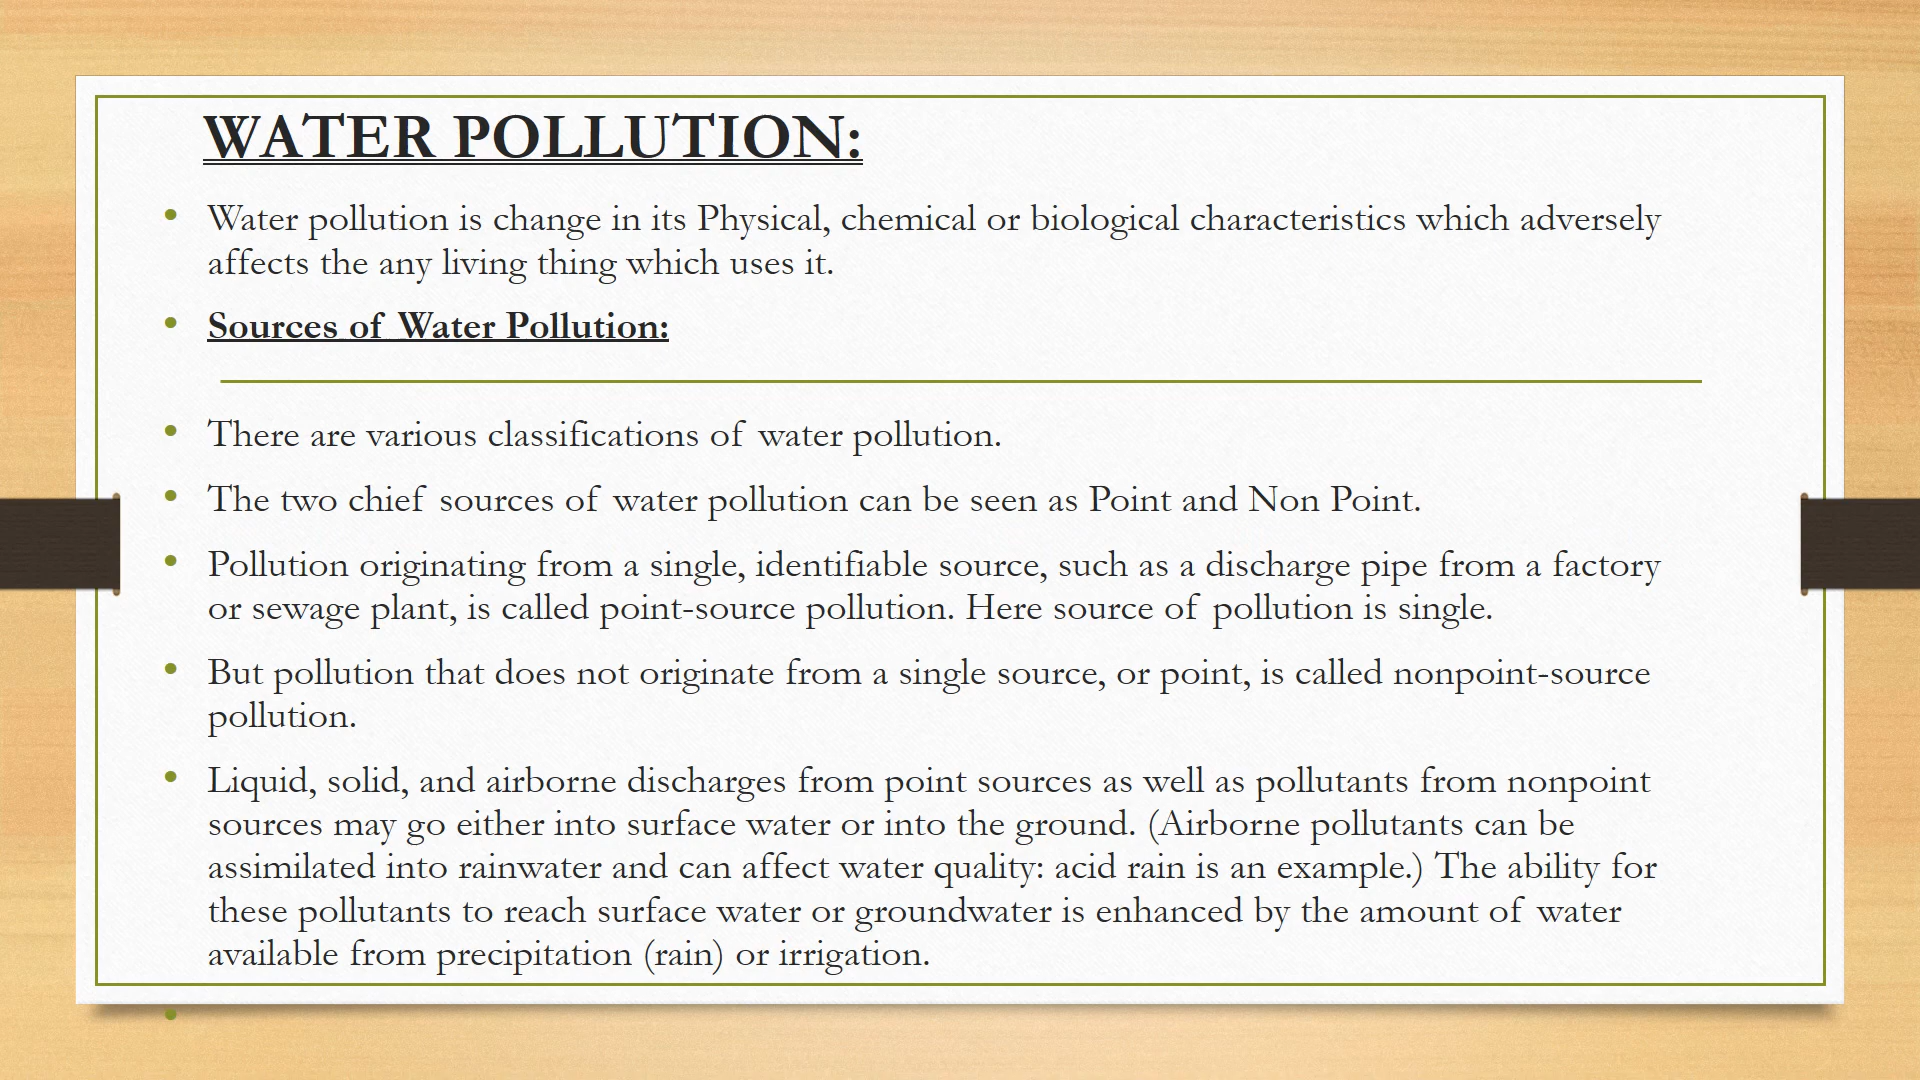 WATER POLLUTION:
• Water pollution is change in its Physical, chemical or biological characteristics which adversely
affects the any living thing which uses it.
• Sources of Water Pollution:
• There are various classifications of water pollution.
• The two chief sources of water pollution can be seen as Point and Non Point.
• Pollution originating from a single, identifiable source, such as a discharge pipe from a factory
or sewage plant, is called point-source pollution. Here source of pollution is single.
• But pollution that does not originate from a single source, or point, is called nonpoint-source
pollution.
• Liquid, solid, and airborne discharges from point sources as well as pollutants from nonpoint
sources may go either into surface water or into the ground. (Airborne pollutants can be
assimilated into rainwater and can affect water quality: acid rain is an example.) The ability for
these pollutants to reach surface water or groundwater is enhanced by the amount of water
available from precipitation (rain) or irrigation.
•